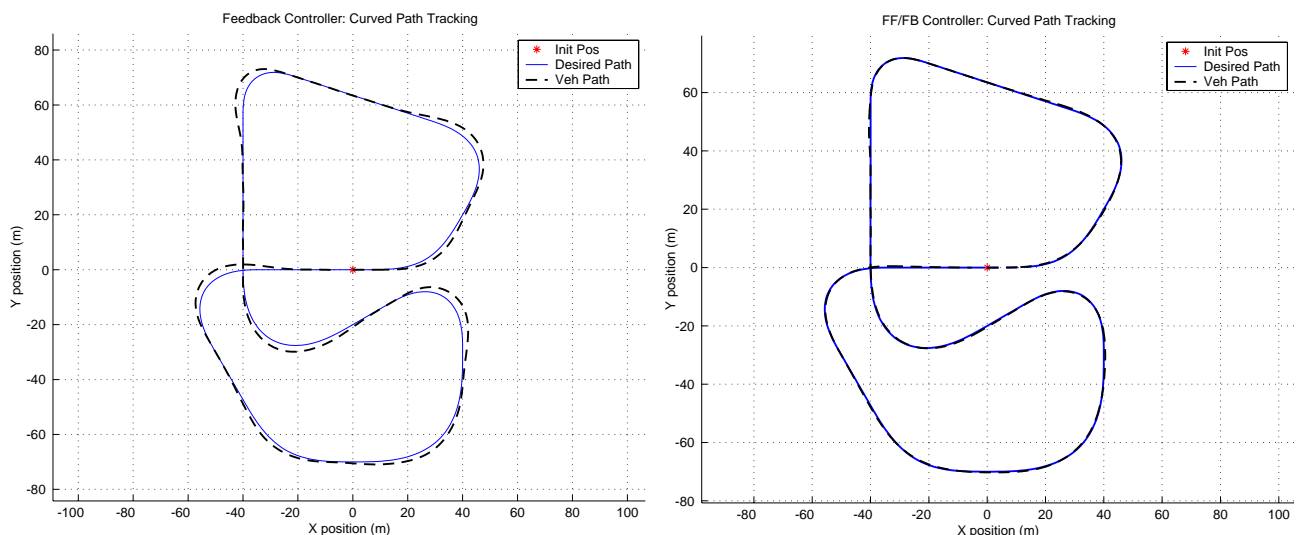 Feedback Controller: Curved Path Tracking
Init Pos
Desired Path
Veh Path
80
60
40
20
0
-20
-40
-60
-80
Y position (m)
-100 -80 -60 -40 -20 0 20 40 60 80 100
X position (m)
FF/FB Controller: Curved Path Tracking
Init Pos
Desired Path
Veh Path
80
60
40
20
0
-20
-40
-60
-80
Y position (m)
-80 -60 -40 -20 0 20 40 60 80 100
X position (m)